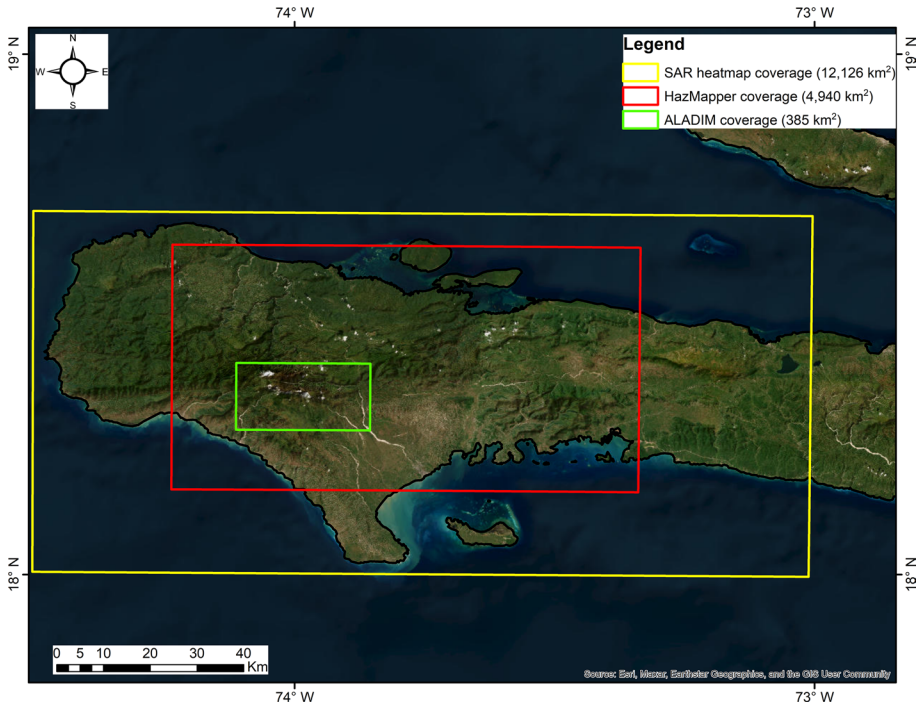 74° W
73° W
19° N
19° N
N
W
E
S
Legend
SAR heatmap coverage (12,126 km²)
HazMapper coverage (4,940 km²)
ALADIM coverage (385 km²)
18° N
18° N
0 5 10 20 30 40
Km
Source: Esri, Maxar, Earthstar Geographics, and the GIS User Community
74° W
73° W